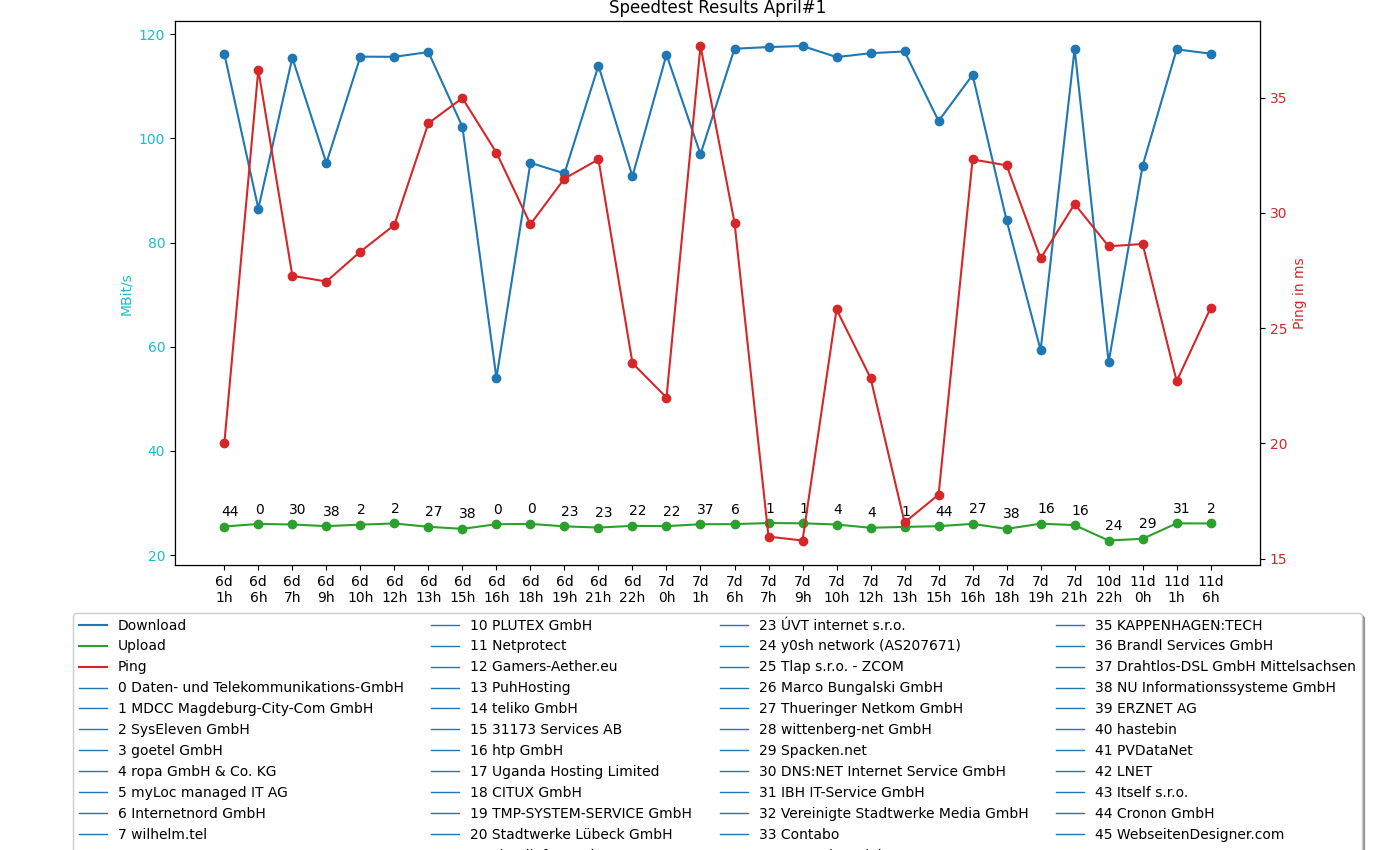 Speedtest Results April#1
120
100
80
60
40
20
MBit/s
35
30
25
20
15
Ping in ms
44 0 30 38 2 2 27 38 0 0 23 23 22 22 37 6 1 1 4 4 1 44 27 38 16 16 24 29 31 2
6d 6d 6d 6d 6d 6d 6d 6d 6d 6d 6d 6d 6d 7d 7d 7d 7d 7d 7d 7d 7d 7d 7d 7d 7d 7d 10d 11d 11d 11d
1h 6h 7h 9h 10h 12h 13h 15h 16h 18h 19h 21h 22h 0h 1h 6h 7h 9h 10h 12h 13h 15h 16h 18h 19h 21h 22h 0h 1h 6h
Download
Upload
Ping
0 Daten- und Telekommunikations-GmbH
1 MDCC Magdeburg-City-Com GmbH
2 SysEleven GmbH
3 goetel GmbH
4 ropa GmbH & Co. KG
5 myLoc managed IT AG
6 Internetnord GmbH
7 wilhelm.tel
10 PLUTEX GmbH
11 Netprotect
12 Gamers-Aether.eu
13 PuhHosting
14 teliko GmbH
15 31173 Services AB
16 htp GmbH
17 Uganda Hosting Limited
18 CITUX GmbH
19 TMP-SYSTEM-SERVICE GmbH
20 Stadtwerke Lübeck GmbH
23 ÚVT internet s.r.o.
24 y0sh network (AS207671)
25 Tlap s.r.o. - ZCOM
26 Marco Bungalski GmbH
27 Thueringer Netkom GmbH
28 wittenberg-net GmbH
29 Spacken.net
30 DNS:NET Internet Service GmbH
31 IBH IT-Service GmbH
32 Vereinigte Stadtwerke Media GmbH
33 Contabo
35 KAPPENHAGEN:TECH
36 Brandl Services GmbH
37 Drahtlos-DSL GmbH Mittelsachsen
38 NU Informationssysteme GmbH
39 ERZNET AG
40 hastebin
41 PVDataNet
42 LNET
43 Itself s.r.o.
44 Cronon GmbH
45 WebseitenDesigner.com